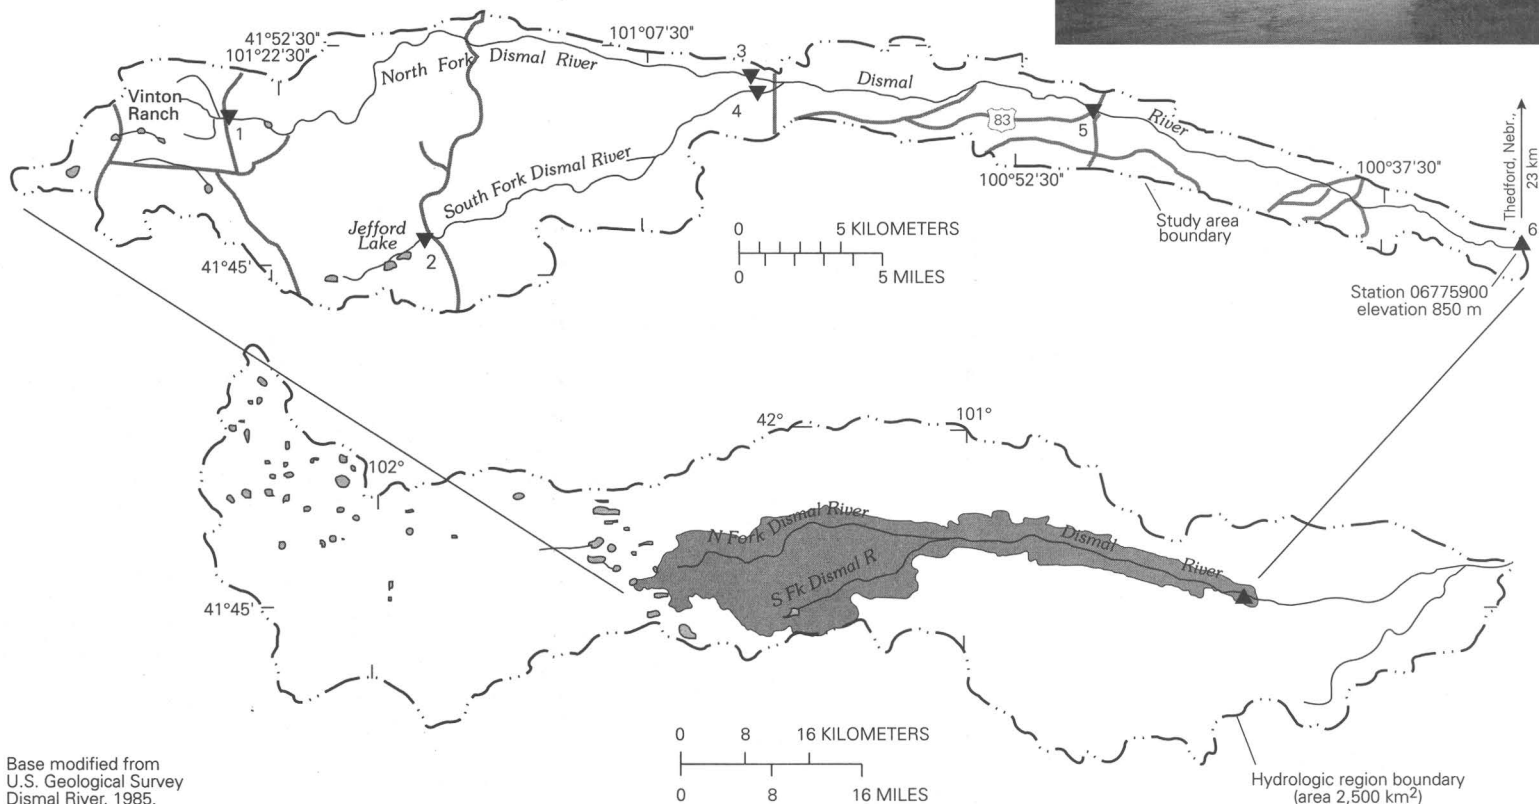 41°52'30"
101°22'30"
101°07'30"
North Fork Dismal River
3
Dismal
River
Vinton
Ranch
1
4
83
5
100°52'30"
100°37'30"
Thedford, Nebr.,
23 km
South Fork Dismal River
Jefford
Lake
2
41°45'
0 5 KILOMETERS
0 5 MILES
Study area
boundary
6
Station 06775900
elevation 850 m
42°
101°
102°
N Fork Dismal River
Dismal
River
S Fk Dismal R
41°45'
0 8 16 KILOMETERS
0 8 16 MILES
Base modified from
U.S. Geological Survey
Dismal River, 1985.
Hydrologic region boundary
(area 2,500 km²)